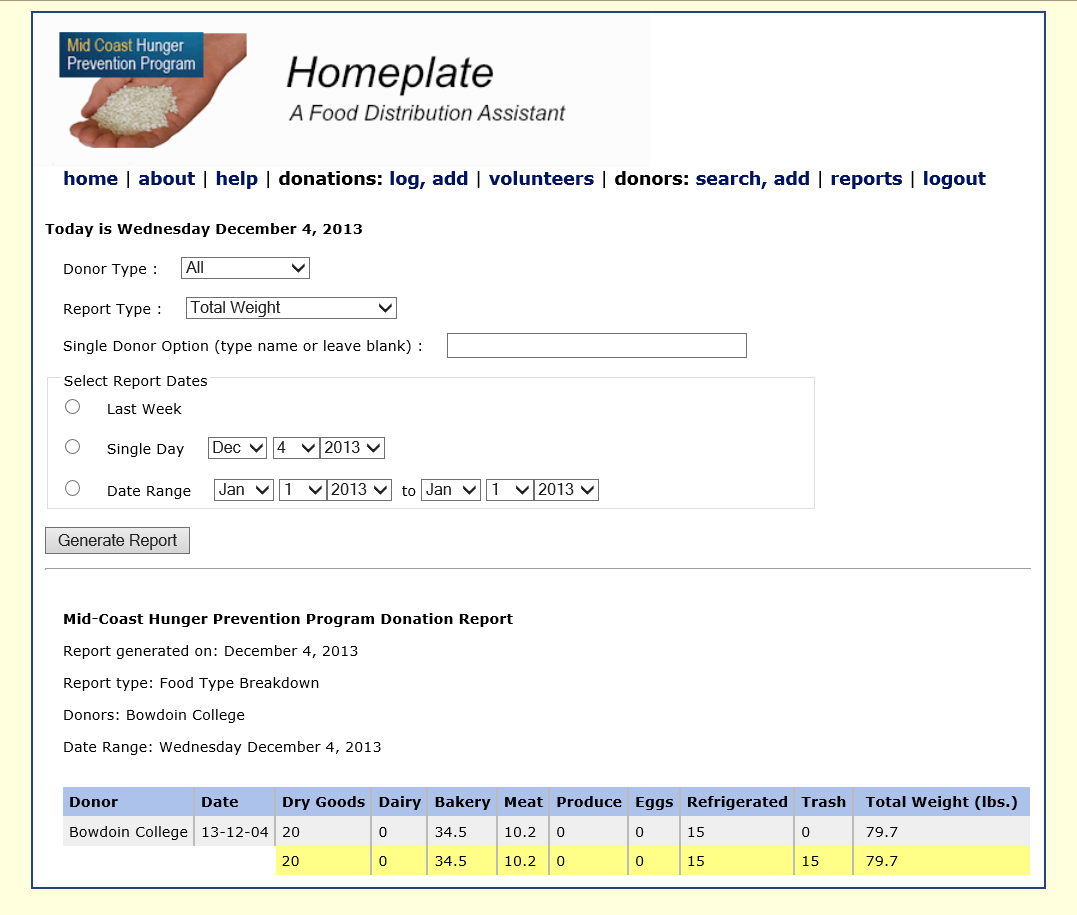 Mid Coast Hunger
Prevention Program
Homeplate
A Food Distribution Assistant
home | about | help | donations: log, add | volunteers | donors: search, add | reports | logout
Today is Wednesday December 4, 2013
Donor Type : All
Report Type : Total Weight
Single Donor Option (type name or leave blank) :
Select Report Dates
Last Week
Single Day Dec 4 2013
Date Range Jan 1 2013 to Jan 1 2013
Generate Report
Mid-Coast Hunger Prevention Program Donation Report
Report generated on: December 4, 2013
Report type: Food Type Breakdown
Donors: Bowdoin College
Date Range: Wednesday December 4, 2013
Donor Date Dry Goods Dairy Bakery Meat Produce Eggs Refrigerated Trash Total Weight (lbs.)
Bowdoin College 13-12-04 20 0 34.5 10.2 0 0 15 0 79.7
20 0 34.5 10.2 0 0 15 15 79.7